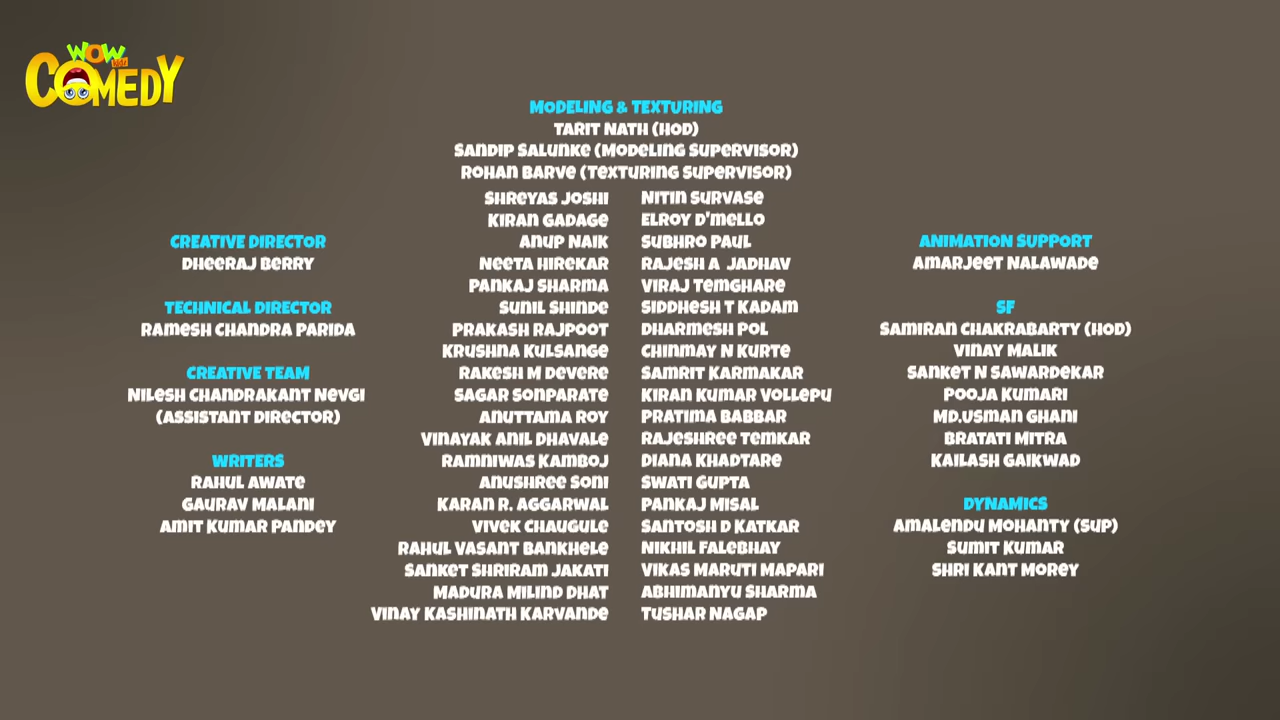 WOW
COMEDY
CREATIVE DIRECTOR
DHEERAJ BERRY
TECHNICAL DIRECTOR
RAMESH CHANDRA PARIDA
CREATIVE TEAM
NILESH CHANDRAKANT NEVGI
(ASSISTANT DIRECTOR)
WRITERS
RAHUL AWATE
GAURAV MALANI
AMIT KUMAR PANDEY
MODELING & TEXTURING
TARIT NATH (HOD)
SANDIP SALUNKE (MODELING SUPERVISOR)
ROHAN BARVE (TEXTURING SUPERVISOR)
SHREYAS JOSHI NITIN SURVASE
KIRAN GADAGE ELROY D'MELLO
ANUP NAIK SUBHRO PAUL
NEETA HIREKAR RAJESH A JADHAV
PANKAJ SHARMA VIRAJ TEMGHARE
SUNIL SHINDE SIDDHESH T KADAM
PRAKASH RAJPOOT DHARMESH POL
KRUSHNA KULSANGE CHINMAY N KURTE
RAKESH M DEVERE SAMRIT KARMAKAR
SAGAR SONPARATE KIRAN KUMAR VOLLEPU
ANUTTAMA ROY PRATIMA BABBAR
VINAYAK ANIL DHAVALE RAJESHREE TEMKAR
RAMNIWAS KAMBOJ DIANA KHADTARE
ANUSHREE SONI SWATI GUPTA
KARAN R. AGGARWAL PANKAJ MISAL
VIVEK CHAUGULE SANTOSH D KATKAR
RAHUL VASANT BANKHELE NIKHIL FALEBHAY
SANKET SHRIRAM JAKATI VIKAS MARUTI MAPARI
MADURA MILIND DHAT ABHIMANYU SHARMA
VINAY KASHINATH KARVANDE TUSHAR NAGAP
ANIMATION SUPPORT
AMARJEET NALAWADE
SF
SAMIRAN CHAKRABARTY (HOD)
VINAY MALIK
SANKET N SAWARDEKAR
POOJA KUMARI
MD.USMAN GHANI
BRATATI MITRA
KAILASH GAIKWAD
DYNAMICS
AMALENDU MOHANTY (SUP)
SUMIT KUMAR
SHRI KANT MOREY